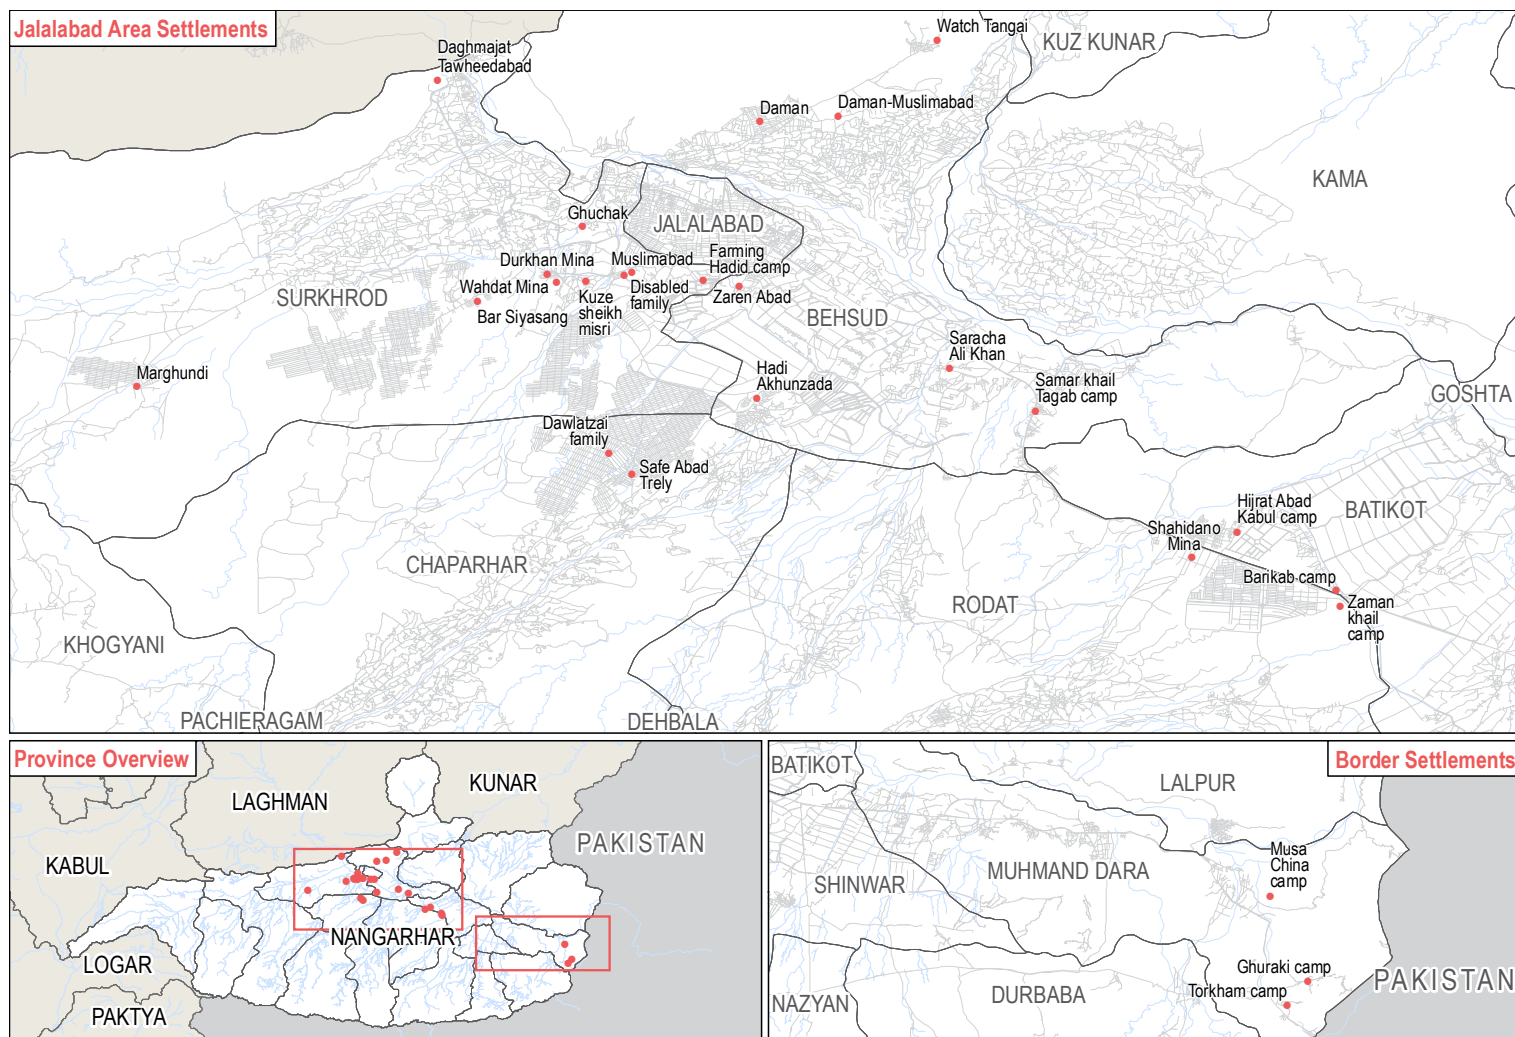 Jalalabad Area Settlements
Watch Tangai
KUZ KUNAR
Daghmajat
Tawheedabad
Daman
Daman-Muslimabad
KAMA
Ghuchak
JALALABAD
Durkhan Mina
Muslimabad
Farming
Hadid camp
Wahdat Mina
Kuze
sheikh
misri
Disabled
family
Zaren Abad
SURKHROD
Bar Siyasang
BEHSUD
Saracha
Ali Khan
Marghundi
Hadi
Akhunzada
Samar khail
Tagab camp
GOSHTA
Dawlatzai
family
Safe Abad
Trely
Hijrat Abad
Kabul camp
BATIKOT
Shahidano
Mina
CHAPARHAR
Barikab camp
RODAT
Zaman
khail
camp
KHOGYANI
PACHIERAGAM
DEHBALA
Province Overview
LAGHMAN
KUNAR
PAKISTAN
KABUL
NANGARHAR
LOGAR
PAKTYA
Border Settlements
BATIKOT
LALPUR
Musa
China
camp
MUHMAND DARA
SHINWAR
Ghuraki camp
PAKISTAN
Torkham camp
DURBABA
NAZYAN